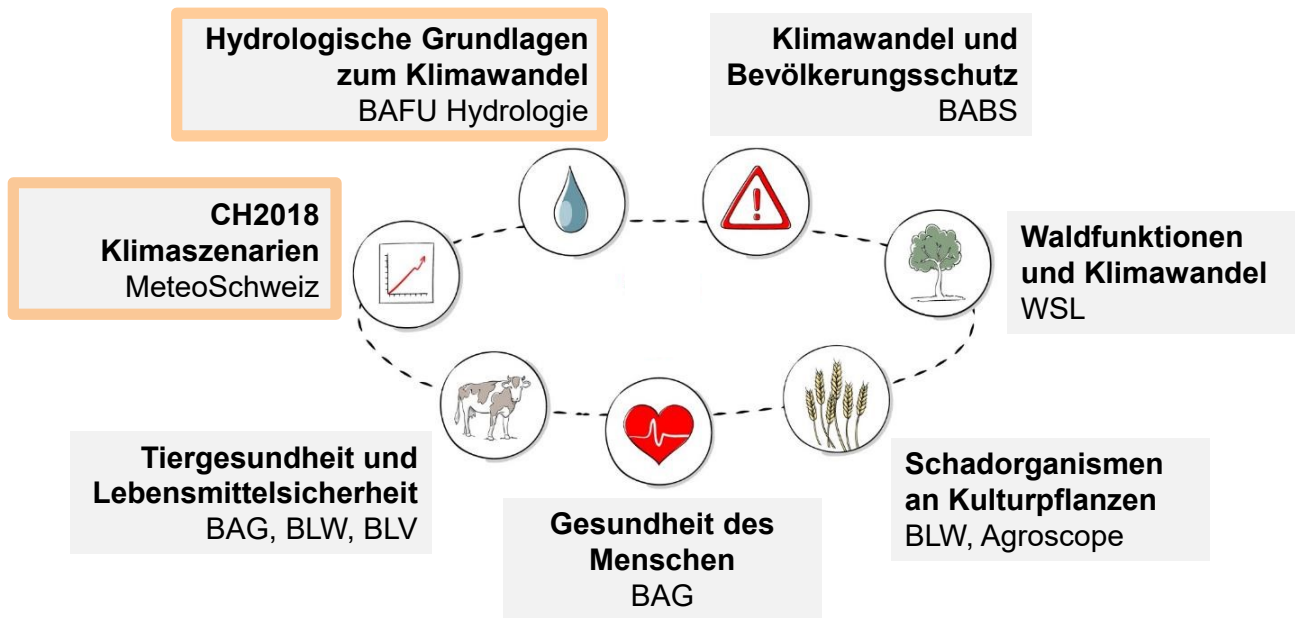 Hydrologische Grundlagen
zum Klimawandel
BAFU Hydrologie
Klimawandel und
Bevölkerungsschutz
BABS
CH2018
Klimaszenarien
MeteoSchweiz
Waldfunktionen
und Klimawandel
WSL
Tiergesundheit und
Lebensmittelsicherheit
BAG, BLW, BLV
Gesundheit des
Menschen
BAG
Schadorganismen
an Kulturpflanzen
BLW, Agroscope